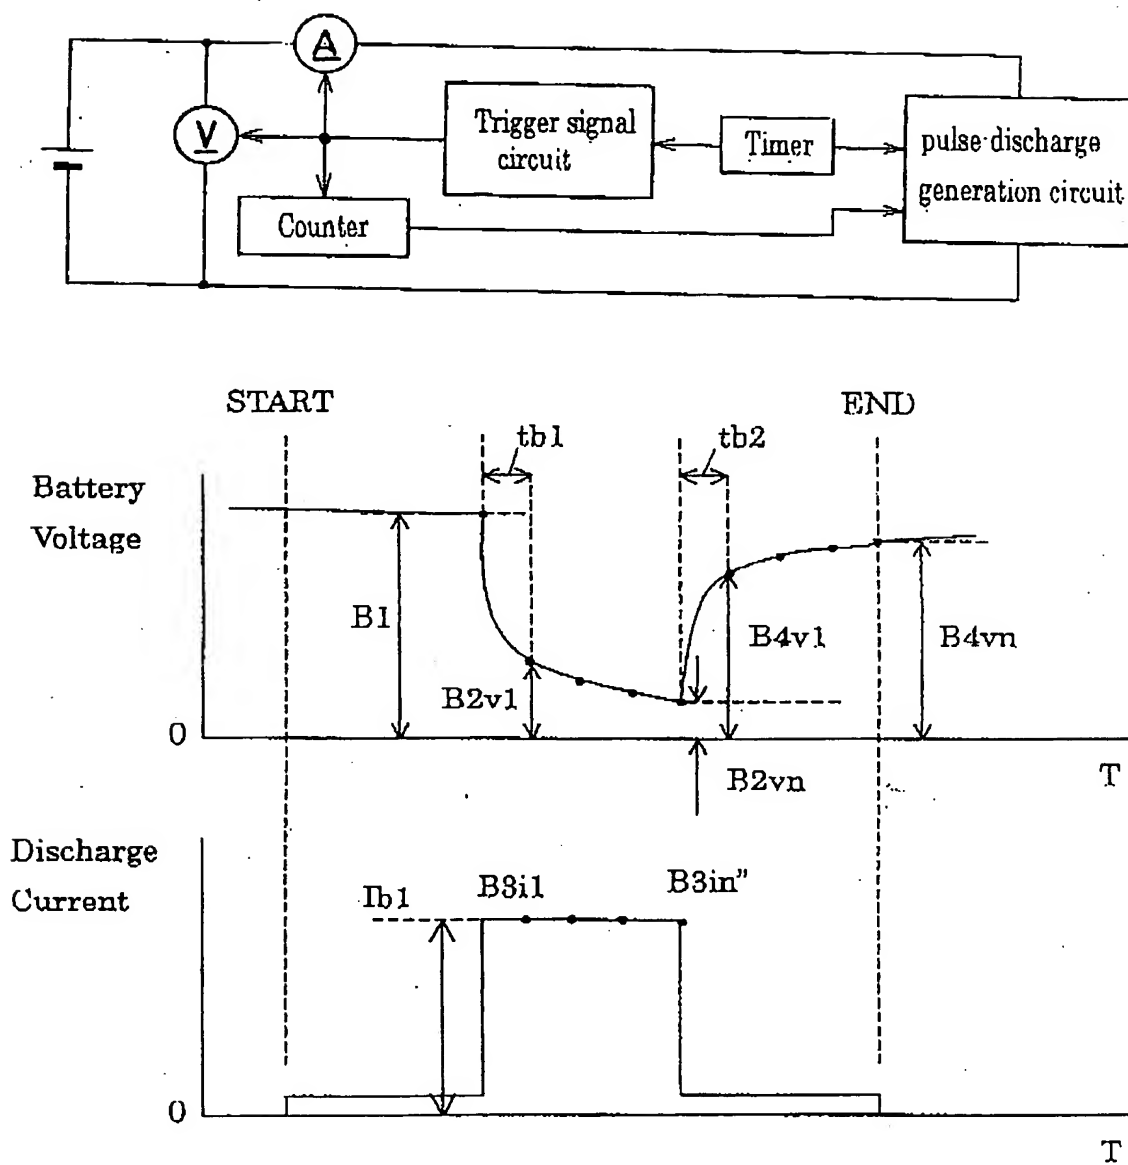 A
V
Trigger signal
circuit
Timer
pulse-discharge
generation circuit
Counter
START
END
tb1
tb2
Battery
Voltage
B1
B2v1
B4v1
B4vn
0
B2vn
T
Discharge
Current
Ib1
B3i1
B3in"
0
T